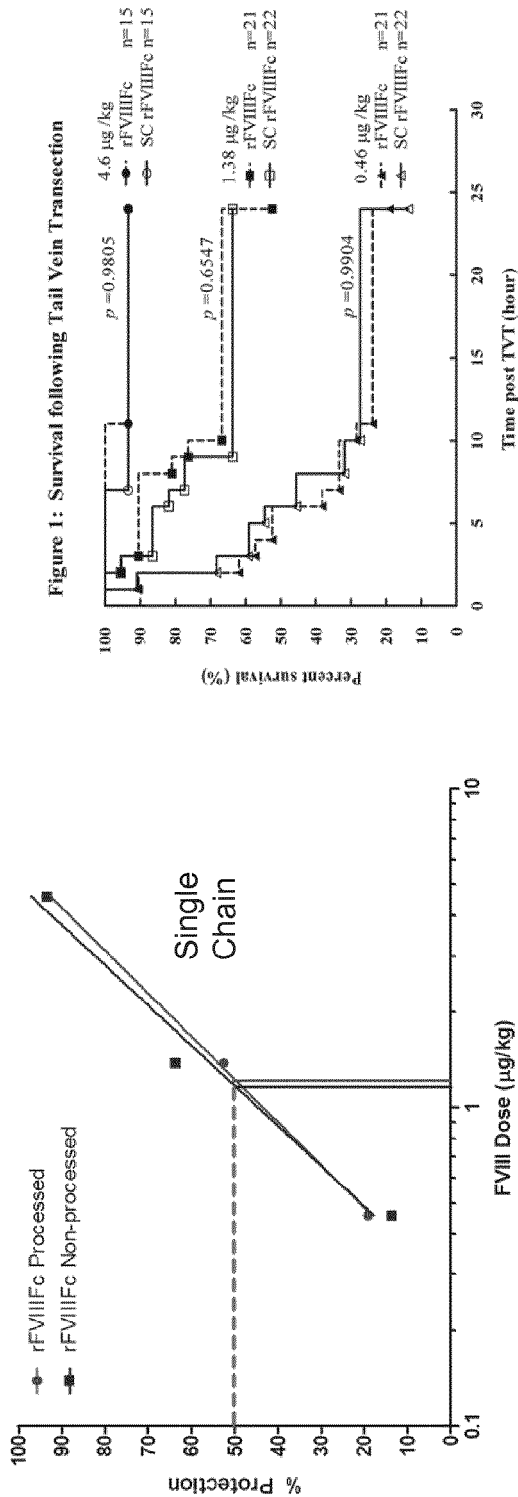 rFVIIIFc Processed
rFVIIIFc Non-processed
% Protection
100
90
80
70
60
50
40
30
20
10
0
Single
Chain
0.1
1
10
FVIII Dose (µg/kg)
Figure 1: Survival following Tail Vein Transection
Percent survival (%)
100
90
80
70
60
50
40
30
20
10
0
p =0.9805
p =0.6547
p =0.9904
4.6 µg /kg
rFVIIIFc n=15
SC rFVIIIFc n=15
1.38 µg/kg
rFVIIIFc n=21
SC rFVIIIFc n=22
0.46 µg/kg
rFVIIIFc n=21
SC rFVIIIFc n=22
0
5
10
15
20
25
30
Time post TVT (hour)